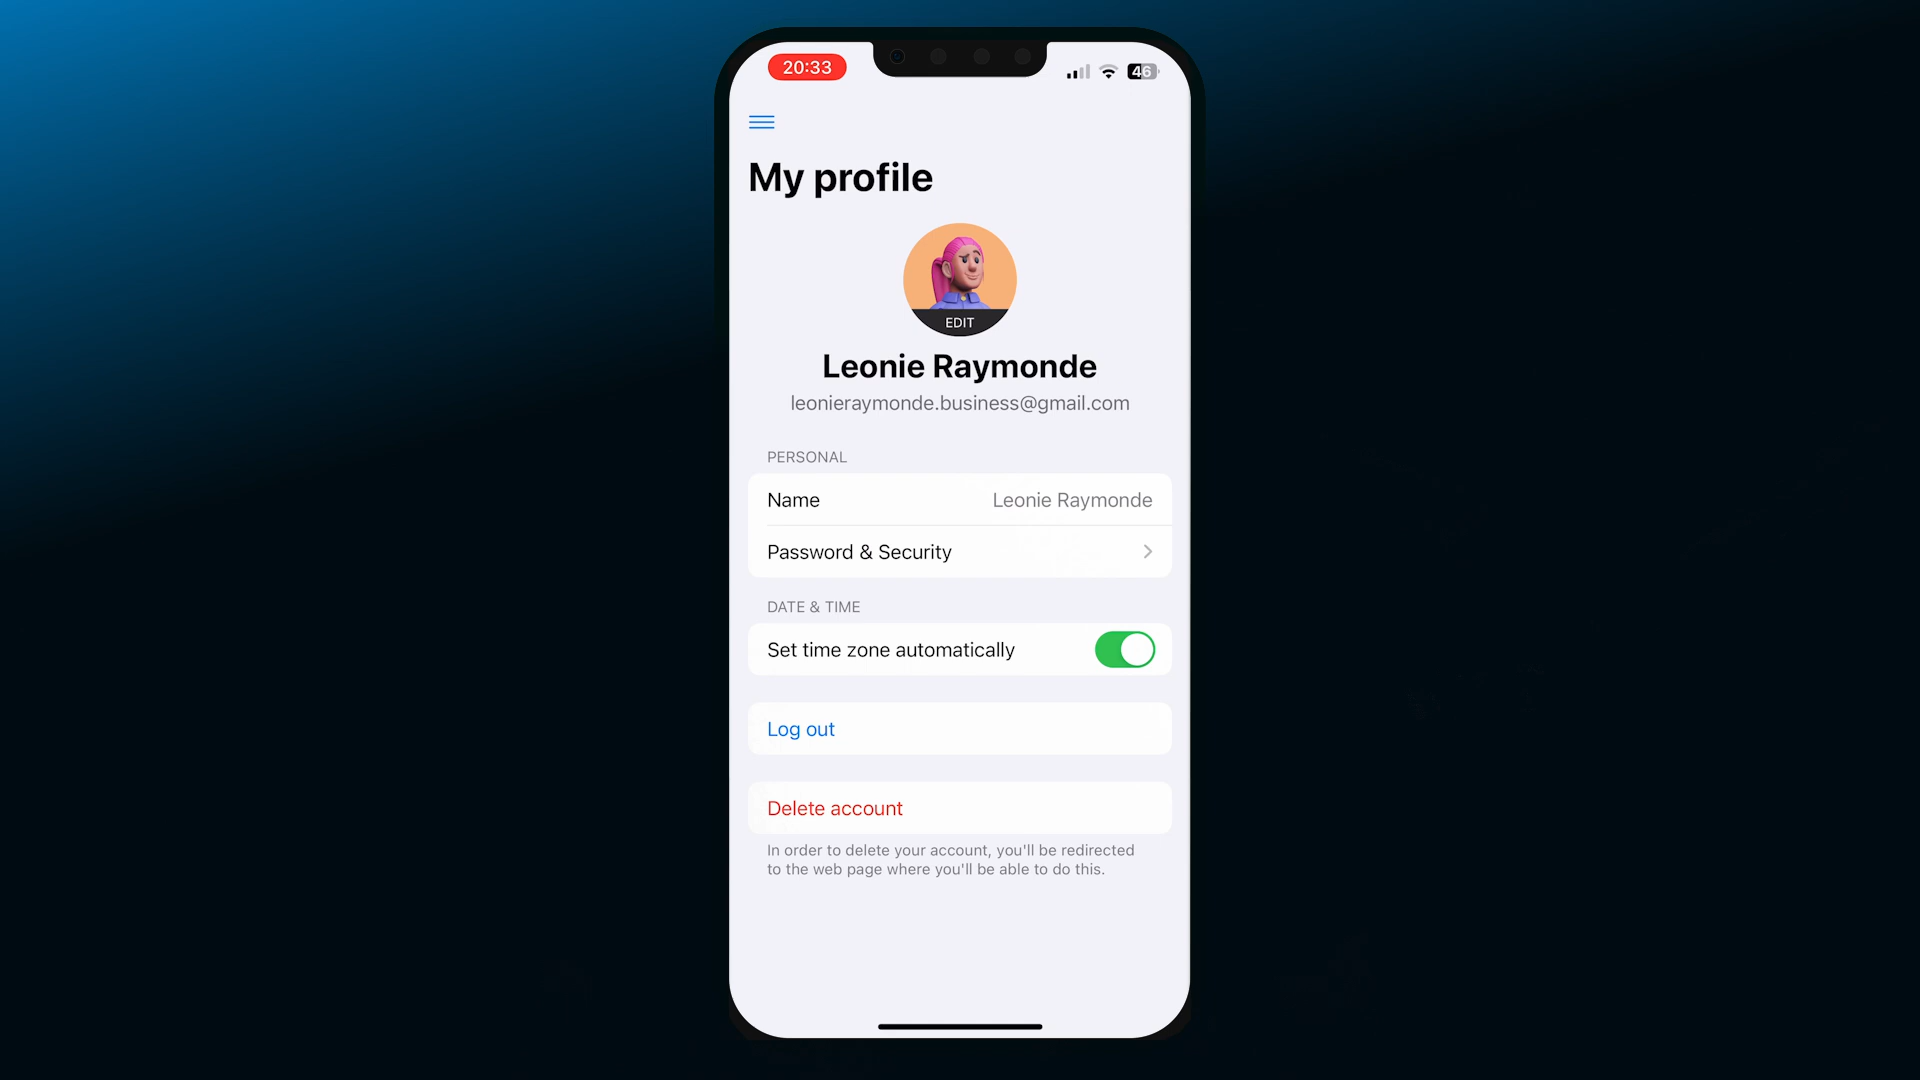 20:33
46
My profile
EDIT
Leonie Raymonde
leonieraymonde.business@gmail.com
PERSONAL
Name Leonie Raymonde
Password & Security
DATE & TIME
Set time zone automatically
Log out
Delete account
In order to delete your account, you'll be redirected
to the web page where you'll be able to do this.